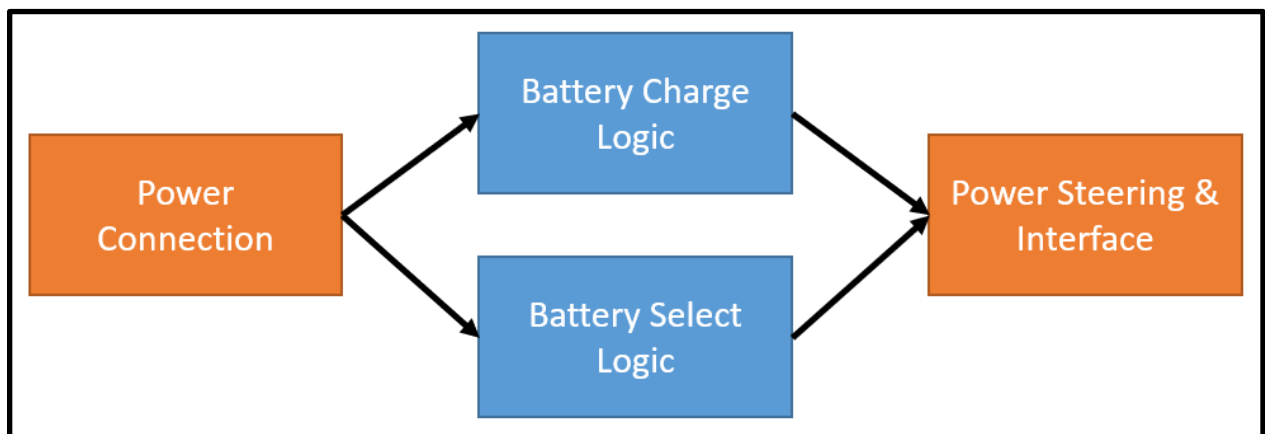 Battery Charge
Logic
Power
Connection
Power Steering &
Interface
Battery Select
Logic